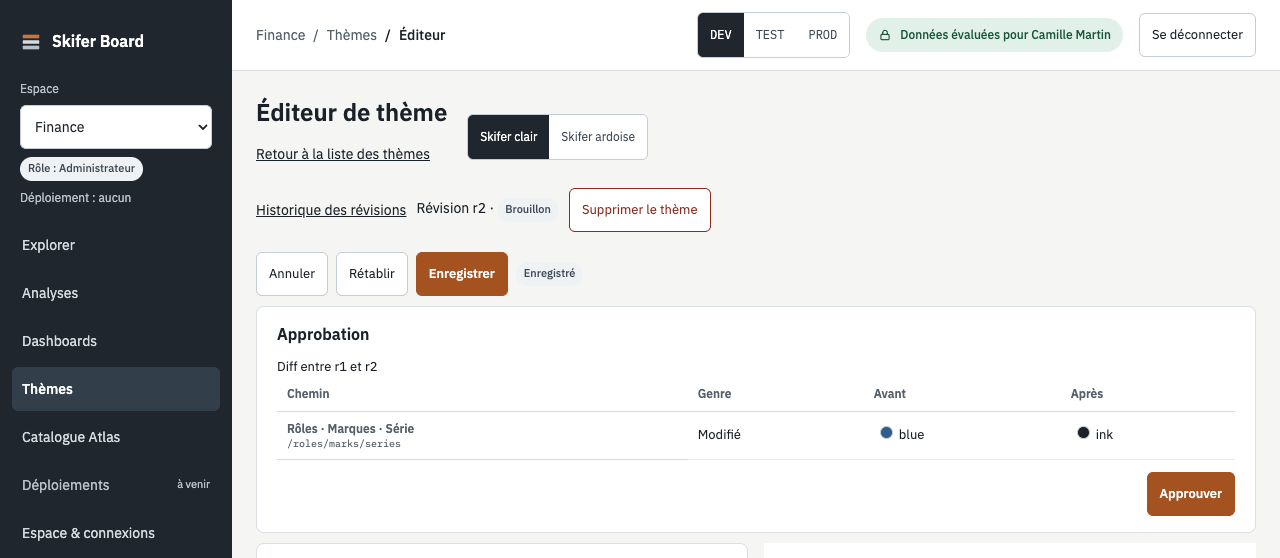 Skifer Board
Espace
Finance
Rôle : Administrateur
Déploiement : aucun
Explorer
Analyses
Dashboards
Thèmes
Catalogue Atlas
Déploiements à venir
Espace & connexions
Finance / Thèmes / Éditeur
DEV TEST PROD
Données évaluées pour Camille Martin
Se déconnecter
Éditeur de thème
Retour à la liste des thèmes
Skifer clair Skifer ardoise
Historique des révisions Révision r2 · Brouillon Supprimer le thème
Annuler Rétablir Enregistrer Enregistré
Approbation
Diff entre r1 et r2
Chemin Genre Avant Après
Rôles · Marques · Série
/roles/marks/series
Modifié blue ink
Approuver